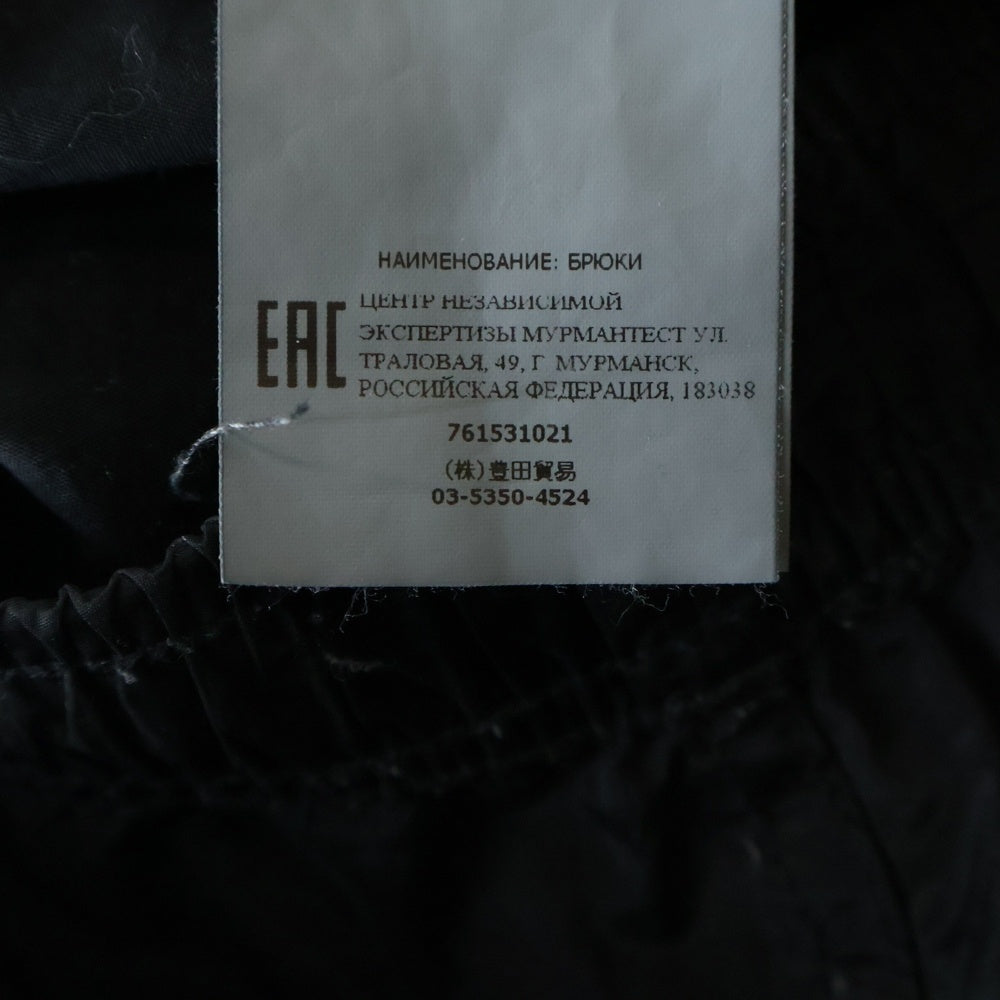 НАИМЕНОВАНИЕ: БРЮКИ
EAC
ЦЕНТР НЕЗАВИСИМОЙ
ЭКСПЕРТИЗЫ МУРМАНТЕСТ УЛ.
ТРАЛОВАЯ, 49, Г МУРМАНСК,
РОССИЙСКАЯ ФЕДЕРАЦИЯ, 183038
761531021
(株)豊田貿易
03-5350-4524